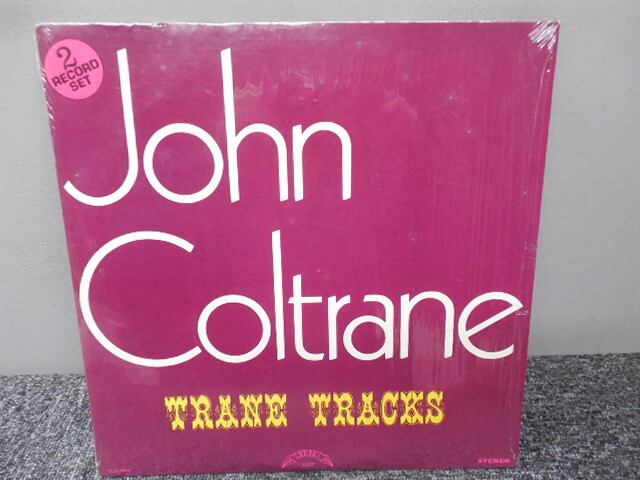 2
RECORD
SET
John
Coltrane
TRANE TRACKS
STEREO